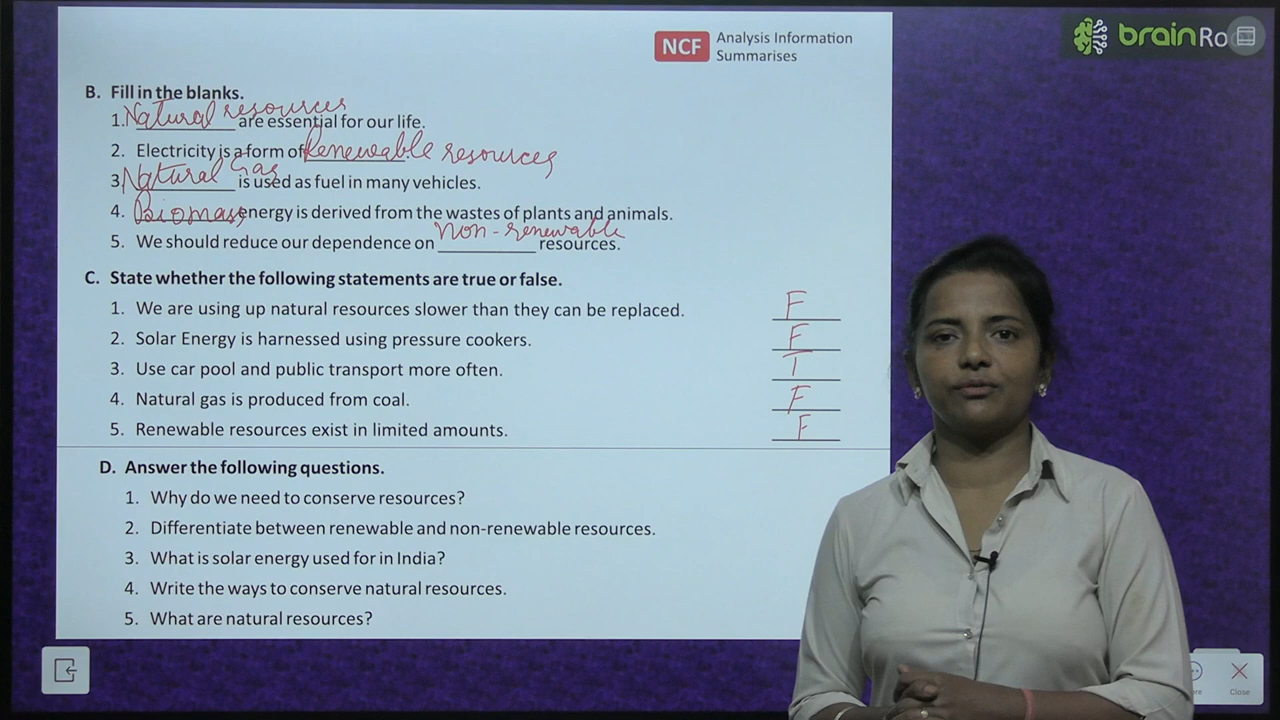 NCF Analysis Information
Summarises
brainRo
B. Fill in the blanks.
1. Natural resources are essential for our life.
2. Electricity is a form of Renewable resources.
3. Natural Gas is used as fuel in many vehicles.
4. Biomass energy is derived from the wastes of plants and animals.
5. We should reduce our dependence on non-renewable resources.
C. State whether the following statements are true or false.
1. We are using up natural resources slower than they can be replaced. F
2. Solar Energy is harnessed using pressure cookers. F
3. Use car pool and public transport more often. T
4. Natural gas is produced from coal. F
5. Renewable resources exist in limited amounts. F
D. Answer the following questions.
1. Why do we need to conserve resources?
2. Differentiate between renewable and non-renewable resources.
3. What is solar energy used for in India?
4. Write the ways to conserve natural resources.
5. What are natural resources?
Close